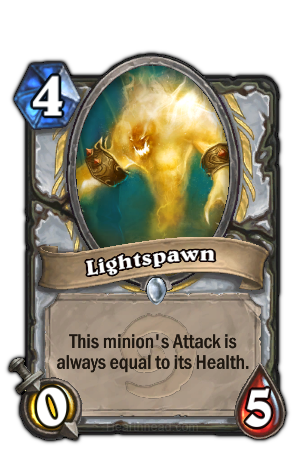 4
Lightspawn
This minion's Attack is
always equal to its Health.
0
5